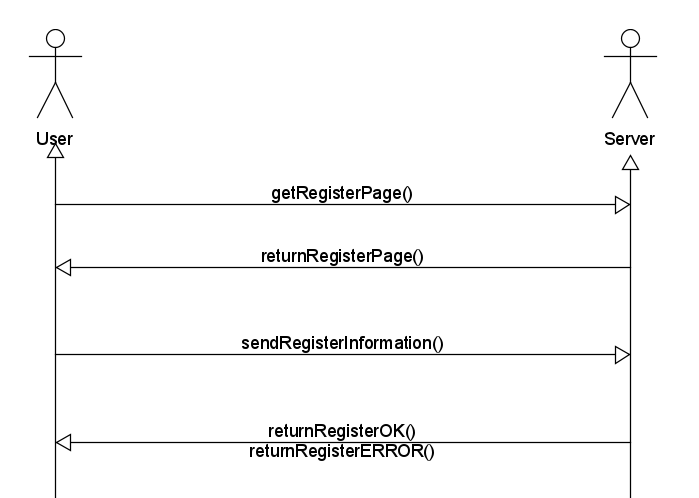 User
Server
getRegisterPage()
returnRegisterPage()
sendRegisterInformation()
returnRegisterOK()
returnRegisterERROR()